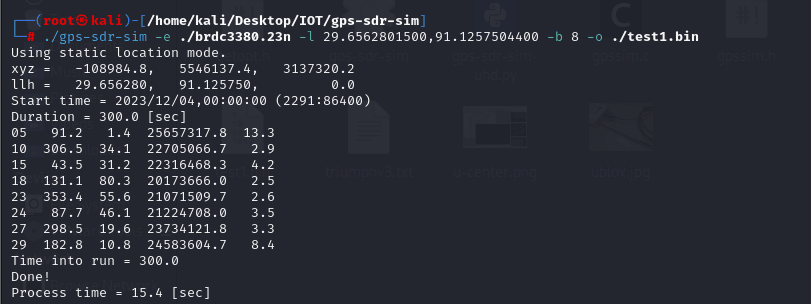 (root㉿kali)-[/home/kali/Desktop/IOT/gps-sdr-sim]
# ./gps-sdr-sim -e ./brdc3380.23n -l 29.6562801500,91.1257504400 -b 8 -o ./test1.bin
Using static location mode.
xyz =   -108984.8,   5546137.4,   3137320.2
llh =   29.656280,   91.125750,         0.0
Start time = 2023/12/04,00:00:00 (2291:86400)
Duration = 300.0 [sec]
05   91.2   1.4  25657317.8  13.3
10  306.5  34.1  22705066.7   2.9
15   43.5  31.2  22316468.3   4.2
18  131.1  80.3  20173666.0   2.5
23  353.4  55.6  21071509.7   2.6
24   87.7  46.1  21224708.0   3.5
27  298.5  19.6  23734121.8   3.3
29  182.8  10.8  24583604.7   8.4
Time into run = 300.0
Done!
Process time = 15.4 [sec]